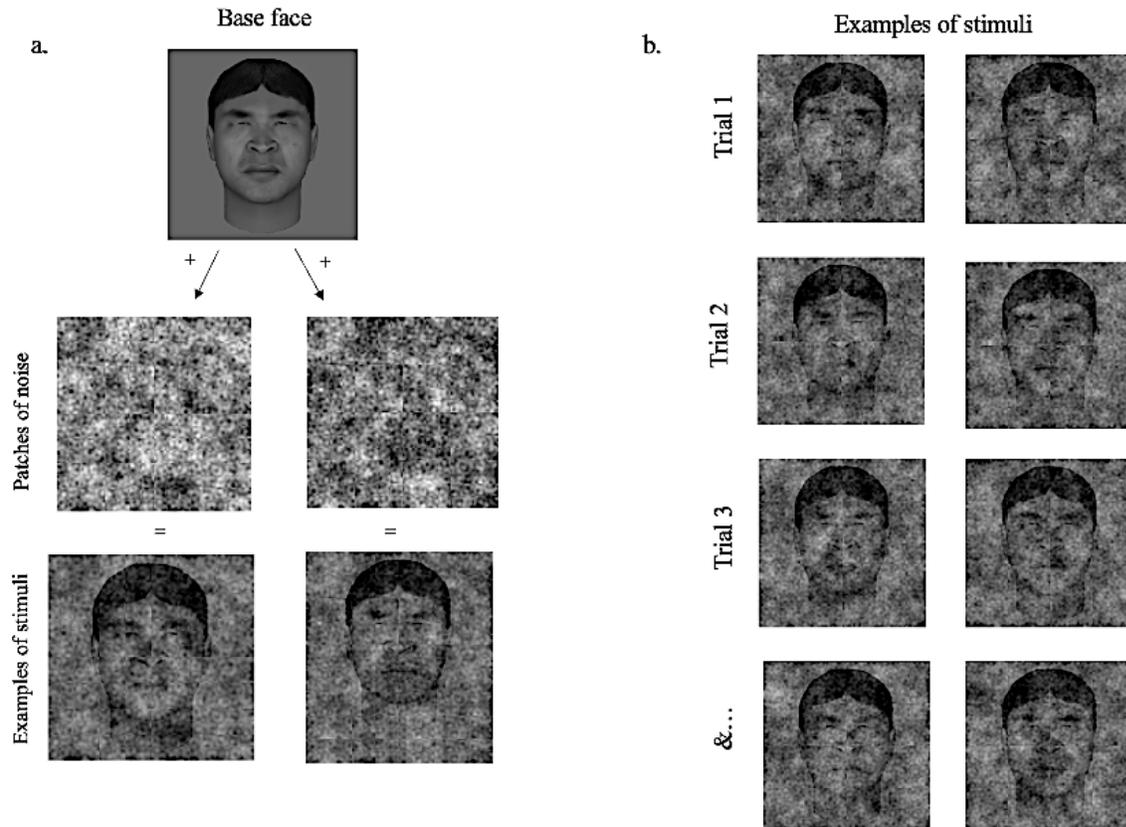 Base face
a.
+
+
Patches of noise
=
=
Examples of stimuli
Examples of stimuli
b.
Trial 1
Trial 2
Trial 3
&...